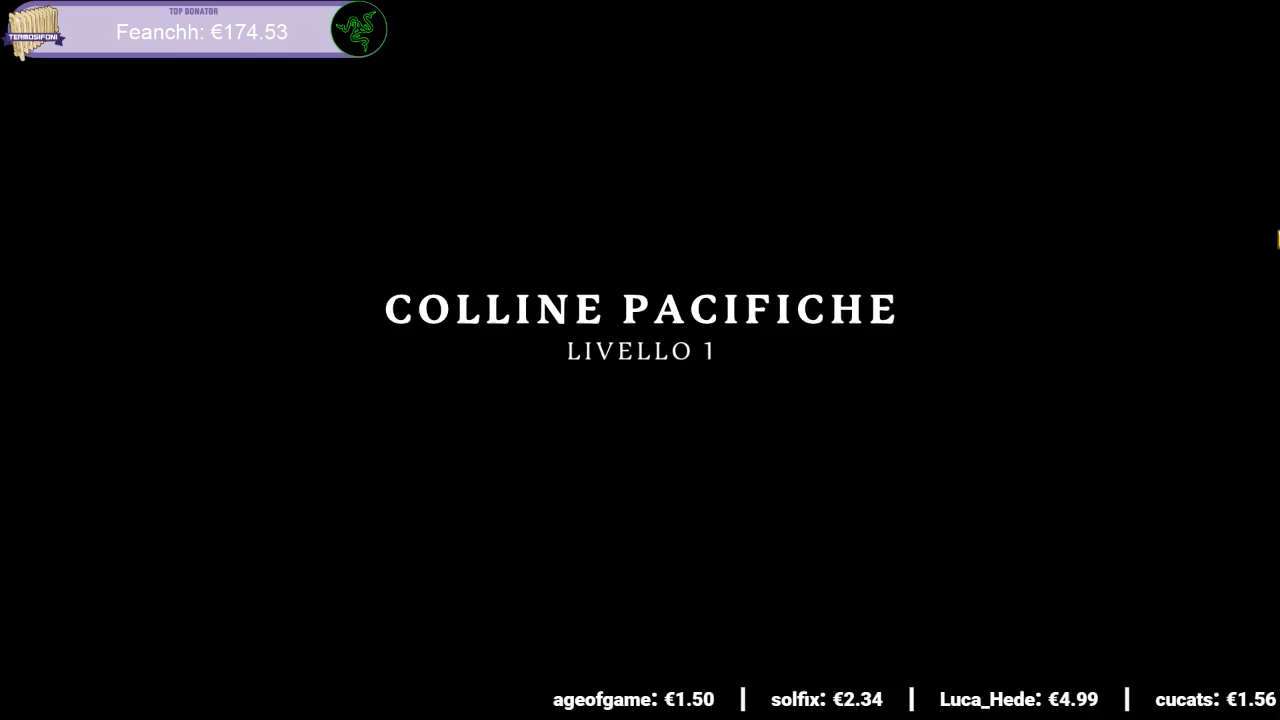 TOP DONATOR
TERMOSIFONI
Feanchh: €174.53
COLLINE PACIFICHE
LIVELLO 1
ageofgame: €1.50 | solfix: €2.34 | Luca_Hede: €4.99 | cucats: €1.56